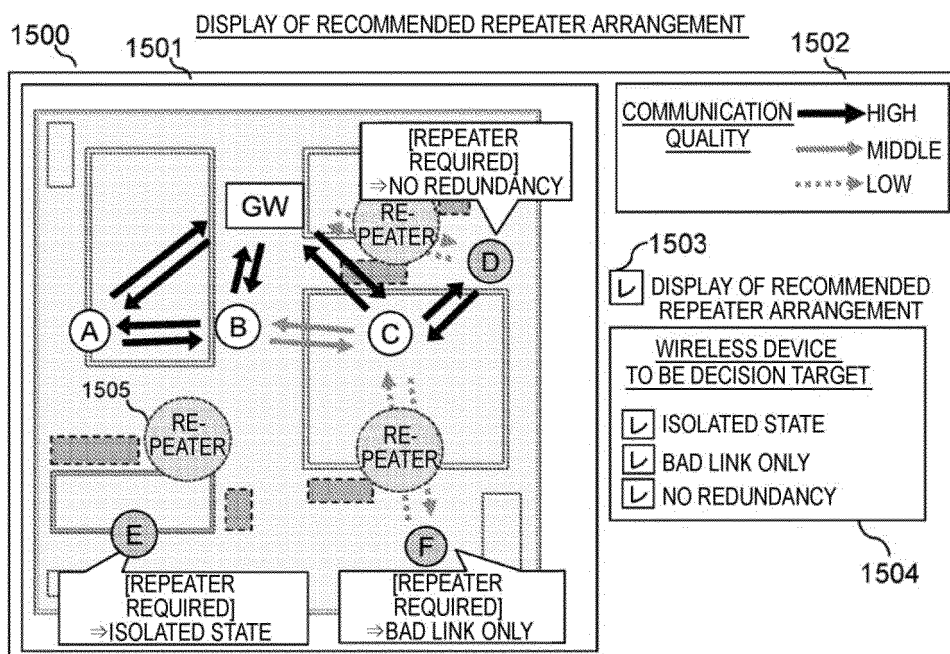 DISPLAY OF RECOMMENDED REPEATER ARRANGEMENT
1500
1501
1502
COMMUNICATION
QUALITY
HIGH
MIDDLE
LOW
[REPEATER
REQUIRED]
⇒NO REDUNDANCY
GW
RE-
PEATER
D
1503
DISPLAY OF RECOMMENDED
REPEATER ARRANGEMENT
A
B
C
WIRELESS DEVICE
TO BE DECISION TARGET
ISOLATED STATE
BAD LINK ONLY
NO REDUNDANCY
1504
1505
RE-
PEATER
RE-
PEATER
E
F
[REPEATER
REQUIRED]
⇒ISOLATED STATE
[REPEATER
REQUIRED]
⇒BAD LINK ONLY